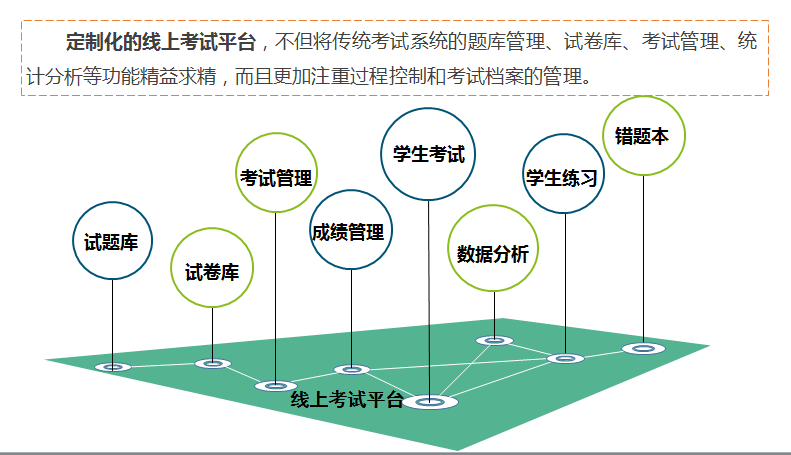 定制化的线上考试平台，不但将传统考试系统的题库管理、试卷库、考试管理、统
计分析等功能精益求精，而且更加注重过程控制和考试档案的管理。
试题库
试卷库
考试管理
成绩管理
学生考试
数据分析
学生练习
错题本
线上考试平台